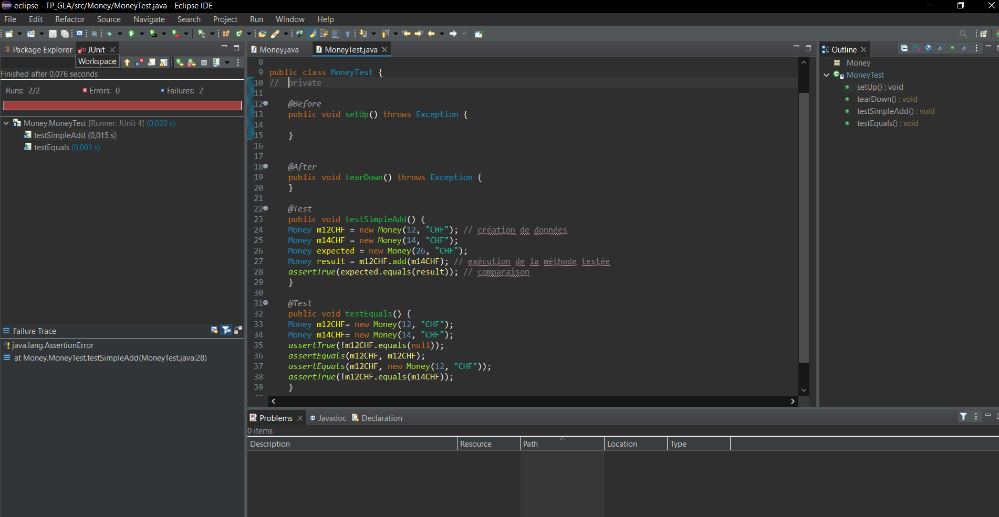 eclipse - TP_GLA/src/Money/MoneyTest.java - Eclipse IDE
File Edit Refactor Source Navigate Search Project Run Window Help
Package Explorer
JUnit
Workspace
Finished after 0,076 seconds
Runs: 2/2
Errors: 0
Failures: 2
Money.MoneyTest [Runner: JUnit 4] (0,020 s)
testSimpleAdd (0,015 s)
testEquals (0,003 s)
Failure Trace
java.lang.AssertionError
at Money.MoneyTest.testSimpleAdd(MoneyTest.java:28)
Money.java
MoneyTest.java
8
9 public class MoneyTest {
10 // private
11
12 @Before
13 public void setUp() throws Exception {
14
15 }
16
17
18 @After
19 public void tearDown() throws Exception {
20 }
21
22 @Test
23 public void testSimpleAdd() {
24 Money m12CHF = new Money(12, "CHF"); // création de données
25 Money m14CHF = new Money(14, "CHF");
26 Money expected = new Money(26, "CHF");
27 Money result = m12CHF.add(m14CHF); // exécution de la méthode testée
28 assertTrue(expected.equals(result)); // comparaison
29 }
30
31 @Test
32 public void testEquals() {
33 Money m12CHF= new Money(12, "CHF");
34 Money m14CHF= new Money(14, "CHF");
35 assertTrue(!m12CHF.equals(null));
36 assertEquals(m12CHF, m12CHF);
37 assertEquals(m12CHF, new Money(12, "CHF"));
38 assertTrue(!m12CHF.equals(m14CHF));
39 }
Outline
Money
MoneyTest
setUp() : void
tearDown() : void
testSimpleAdd() : void
testEquals() : void
Problems
Javadoc
Declaration
0 items
Description Resource Path Location Type